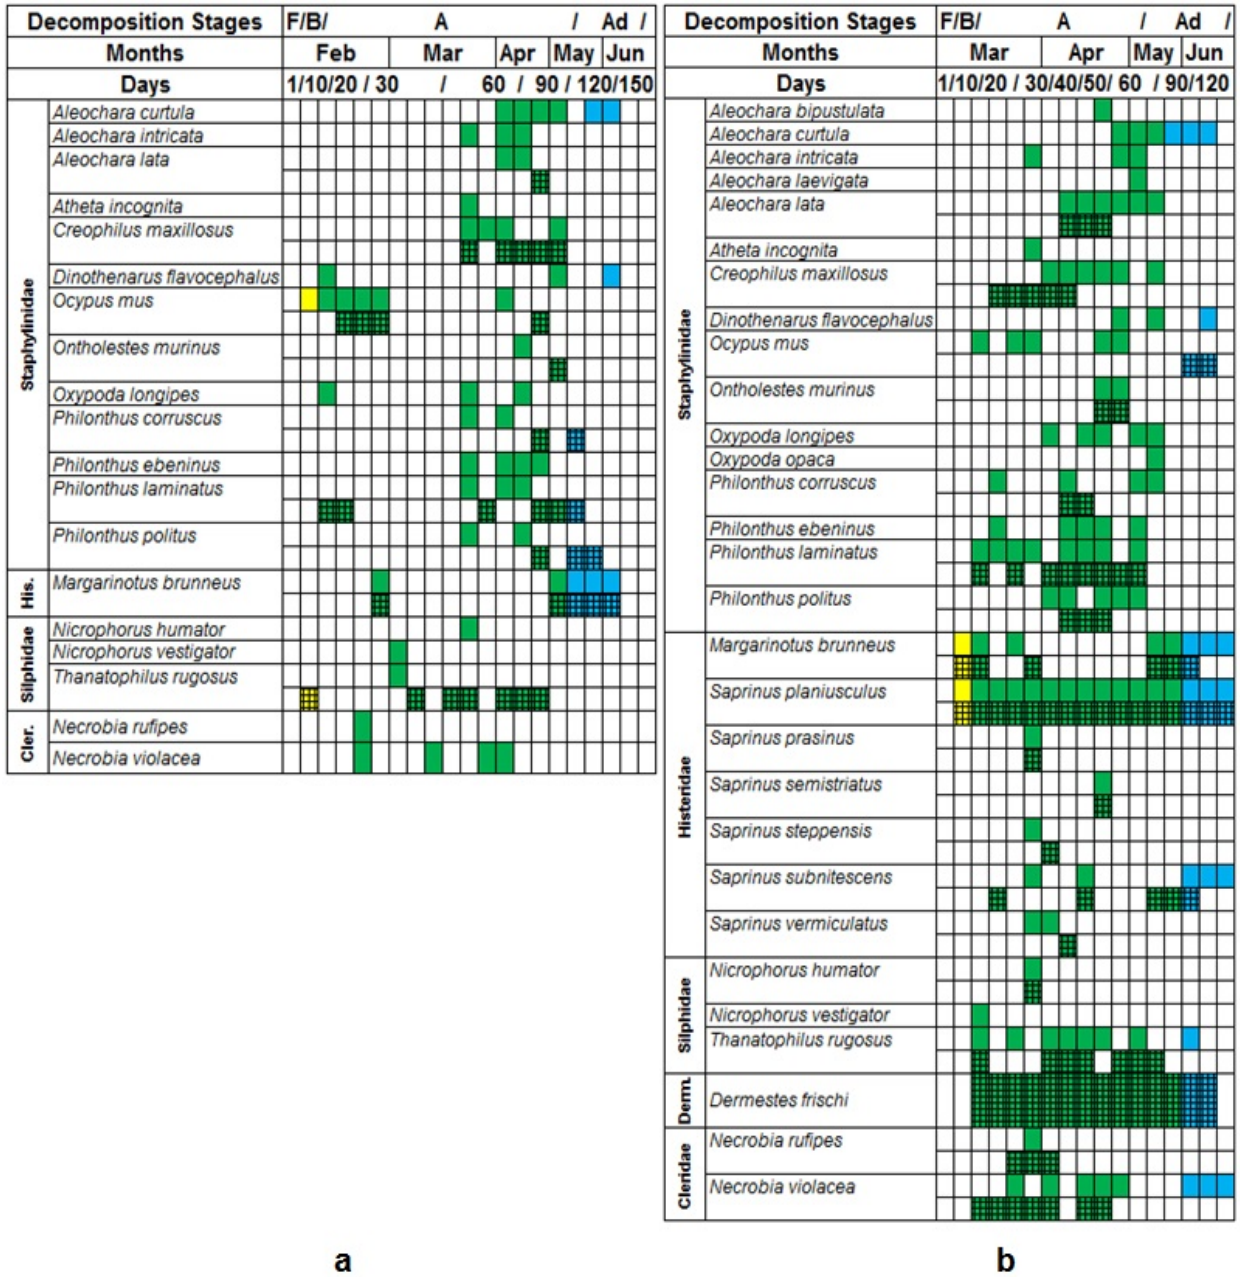 Decomposition Stages F/B/ A / Ad /
Months Feb Mar Apr May Jun
Days 1/10/20 / 30 / 60 / 90 / 120/150
Staphylinidae
Aleochara curtula
Aleochara intricata
Aleochara lata
Atheta incognita
Creophilus maxillosus
Dinothenarus flavocephalus
Ocypus mus
Ontholestes murinus
Oxypoda longipes
Philonthus corruscus
Philonthus ebeninus
Philonthus laminatus
Philonthus politus
His.
Margarinotus brunneus
Silphidae
Nicrophorus humator
Nicrophorus vestigator
Thanatophilus rugosus
Cler.
Necrobia rufipes
Necrobia violacea
a
Decomposition Stages F/B/ A / Ad /
Months Mar Apr May Jun
Days 1/10/20 / 30/40/50/ 60 / 90/120
Staphylinidae
Aleochara bipustulata
Aleochara curtula
Aleochara intricata
Aleochara laevigata
Aleochara lata
Atheta incognita
Creophilus maxillosus
Dinothenarus flavocephalus
Ocypus mus
Ontholestes murinus
Oxypoda longipes
Oxypoda opaca
Philonthus corruscus
Philonthus ebeninus
Philonthus laminatus
Philonthus politus
Histeridae
Margarinotus brunneus
Saprinus planiusculus
Saprinus prasinus
Saprinus semistriatus
Saprinus steppensis
Saprinus subnitescens
Saprinus vermiculatus
Silphidae
Nicrophorus humator
Nicrophorus vestigator
Thanatophilus rugosus
Derm.
Dermestes frischi
Cleridae
Necrobia rufipes
Necrobia violacea
b